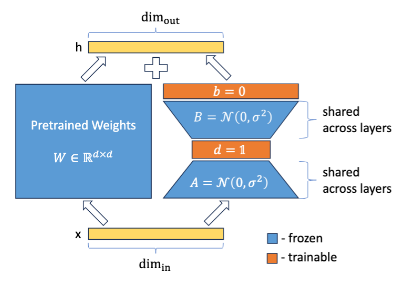 dim_out
h
b = 0
Pretrained Weights
W ∈ ℝ^{d×d}
B = 𝒩(0, σ²)
shared
across layers
d = 1
A = 𝒩(0, σ²)
shared
across layers
x
dim_in
- frozen
- trainable